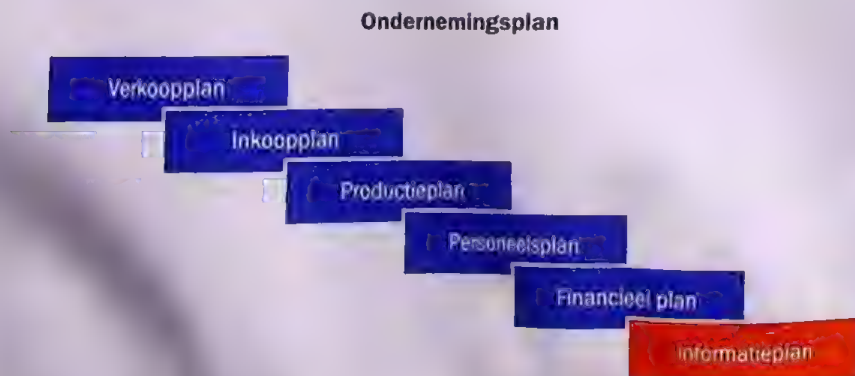 Ondernemingsplan
Verkoopplan
Inkoopplan
Productieplan
Personeelsplan
Financieel plan
Informatieplan